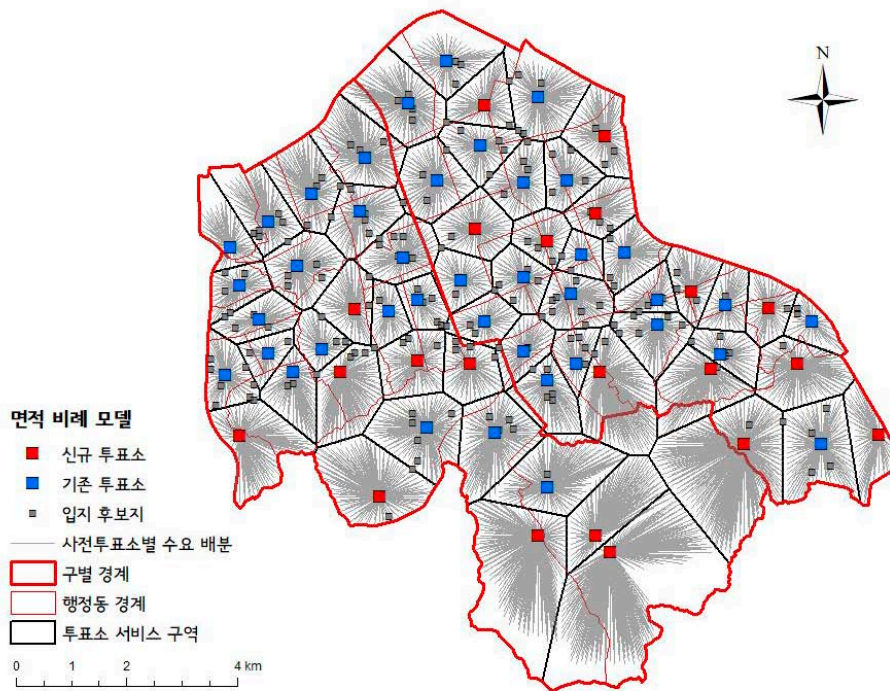 N
면적 비례 모델
신규 투표소
기존 투표소
입지 후보지
사전투표소별 수요 배분
구별 경계
행정동 경계
투표소 서비스 구역
0 1 2 4 km